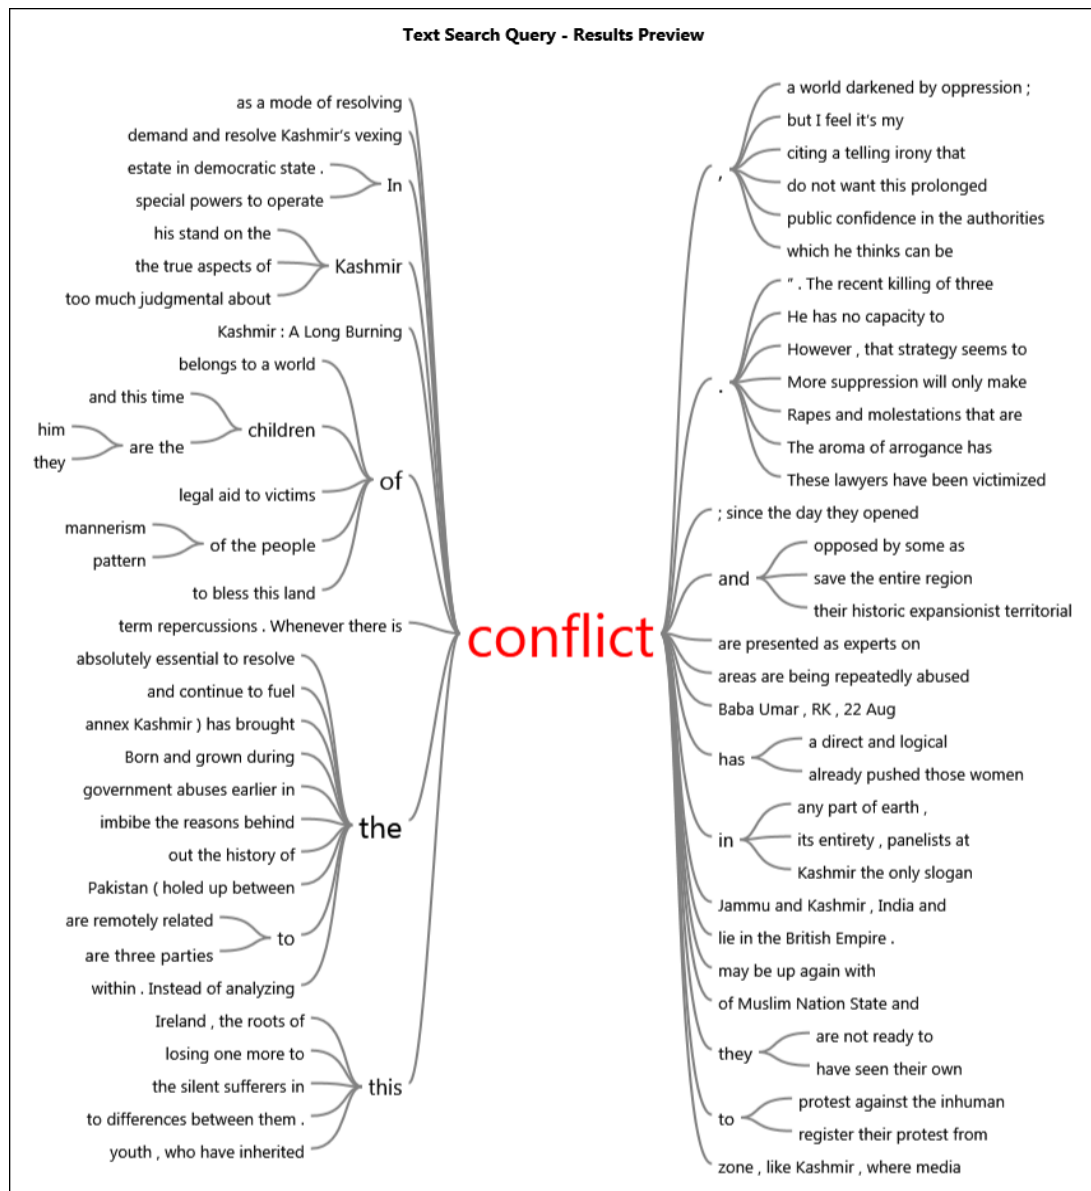 Text Search Query - Results Preview
as a mode of resolving
demand and resolve Kashmir's vexing
estate in democratic state .
special powers to operate
In
his stand on the
the true aspects of
too much judgmental about
Kashmir
Kashmir : A Long Burning
belongs to a world
and this time
him
they
are the
children
legal aid to victims
mannerism
pattern
of the people
to bless this land
of
term repercussions . Whenever there is
absolutely essential to resolve
and continue to fuel
annex Kashmir ) has brought
Born and grown during
government abuses earlier in
imbibe the reasons behind
out the history of
Pakistan ( holed up between
are remotely related
are three parties
to
within . Instead of analyzing
the
Ireland , the roots of
losing one more to
the silent sufferers in
to differences between them .
youth , who have inherited
this
conflict
,
a world darkened by oppression ;
but I feel it's my
citing a telling irony that
do not want this prolonged
public confidence in the authorities
which he thinks can be
.
" . The recent killing of three
He has no capacity to
However , that strategy seems to
More suppression will only make
Rapes and molestations that are
The aroma of arrogance has
These lawyers have been victimized
; since the day they opened
and
opposed by some as
save the entire region
their historic expansionist territorial
are presented as experts on
areas are being repeatedly abused
Baba Umar , RK , 22 Aug
has
a direct and logical
already pushed those women
in
any part of earth ,
its entirety , panelists at
Kashmir the only slogan
Jammu and Kashmir , India and
lie in the British Empire .
may be up again with
of Muslim Nation State and
they
are not ready to
have seen their own
to
protest against the inhuman
register their protest from
zone , like Kashmir , where media